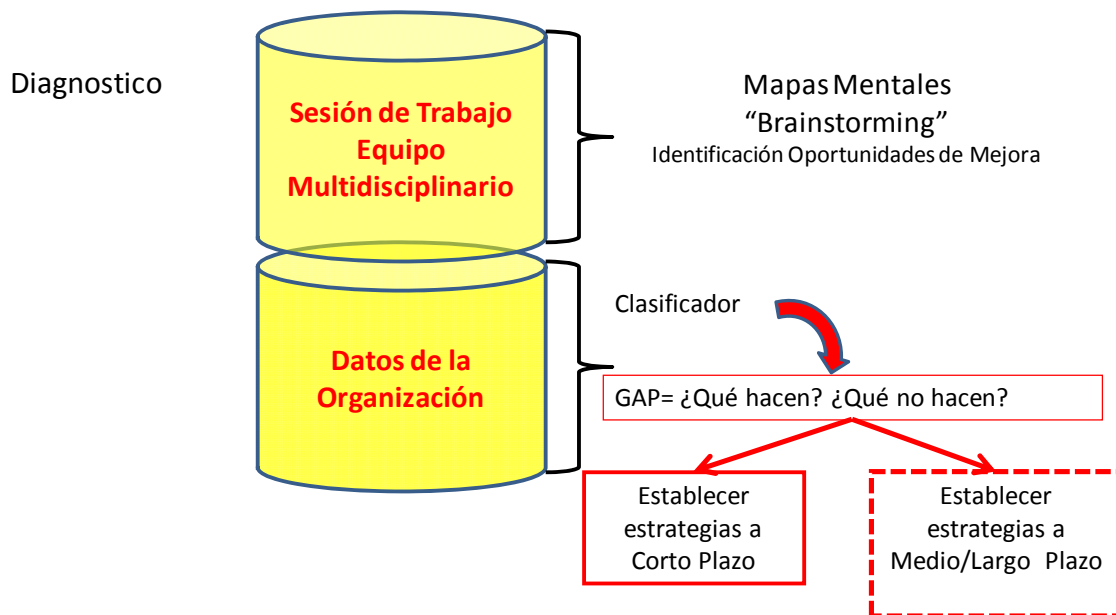 Diagnostico
Sesión de Trabajo
Equipo
Multidisciplinario
Mapas Mentales
“Brainstorming”
Identificación Oportunidades de Mejora
Datos de la
Organización
Clasificador
GAP= ¿Qué hacen? ¿Qué no hacen?
Establecer
estrategias a
Corto Plazo
Establecer
estrategias a
Medio/Largo Plazo